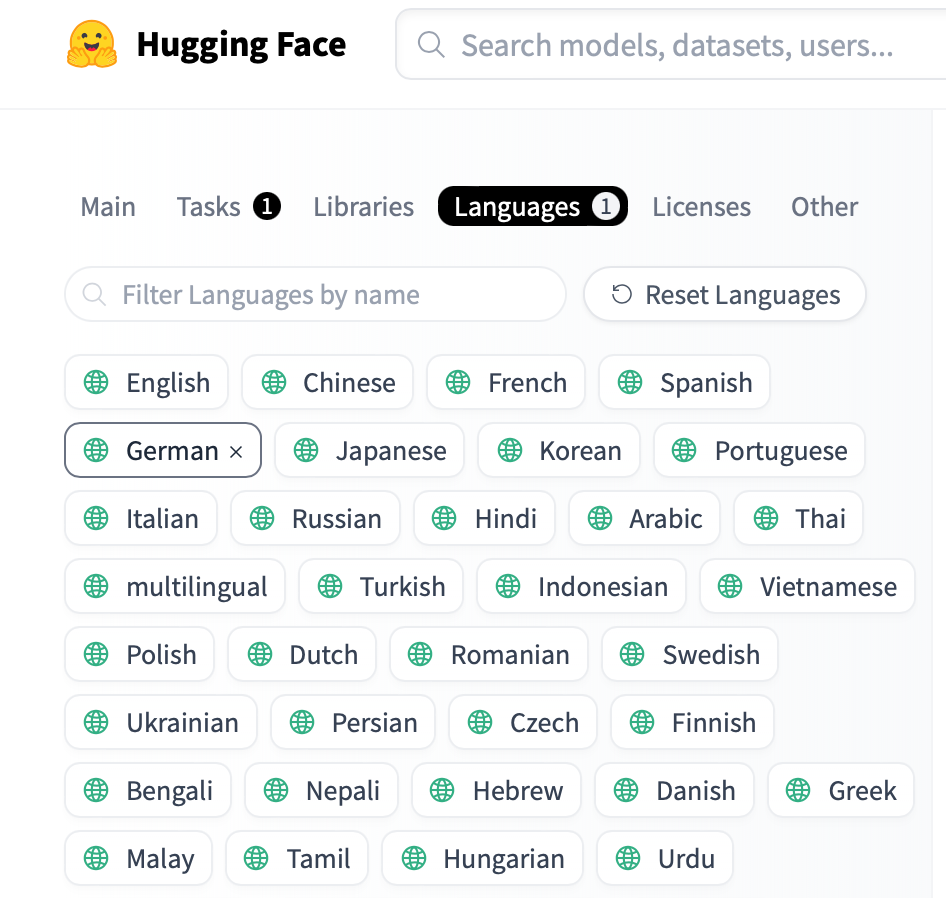 Hugging Face Search models, datasets, users...
Main Tasks 1 Libraries Languages 1 Licenses Other
Filter Languages by name Reset Languages
English Chinese French Spanish
German × Japanese Korean Portuguese
Italian Russian Hindi Arabic Thai
multilingual Turkish Indonesian Vietnamese
Polish Dutch Romanian Swedish
Ukrainian Persian Czech Finnish
Bengali Nepali Hebrew Danish Greek
Malay Tamil Hungarian Urdu